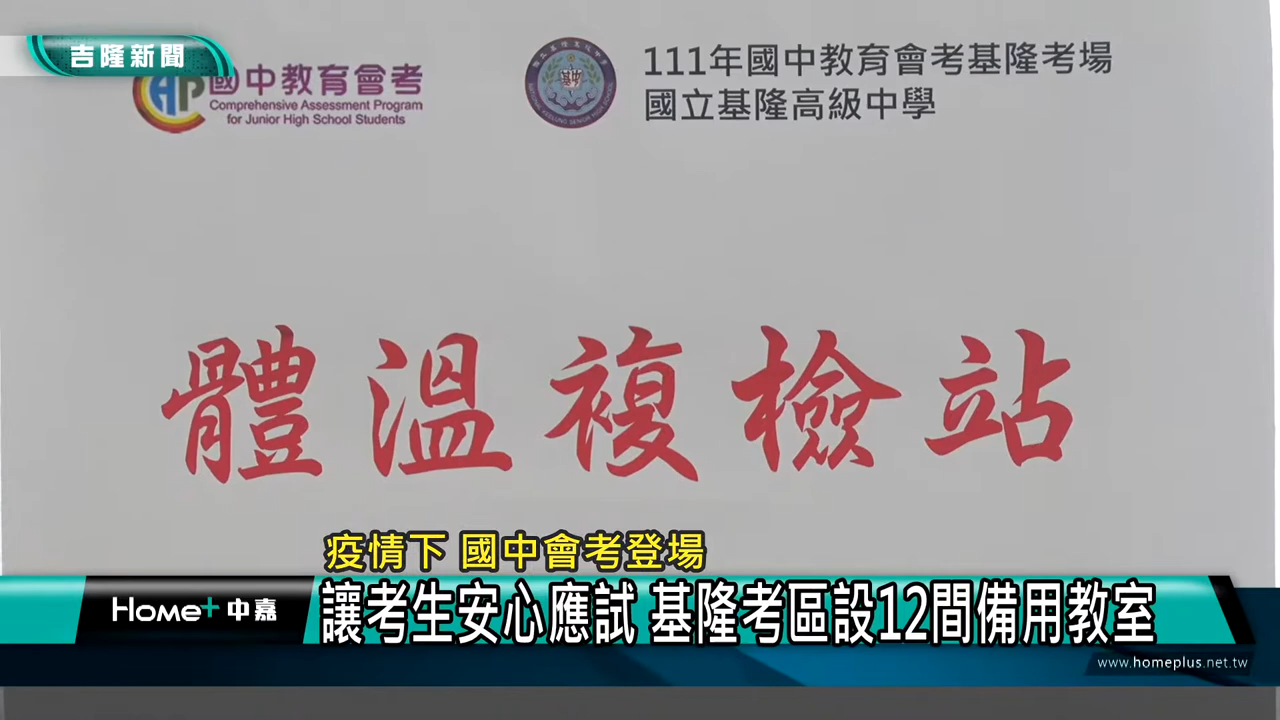 吉隆新聞
CAP
國中教育會考
Comprehensive Assessment Program
for Junior High School Students
111年國中教育會考基隆考場
國立基隆高級中學
體溫複檢站
疫情下 國中會考登場
Home+ 中嘉
讓考生安心應試 基隆考區設12間備用教室
www.homeplus.net.tw